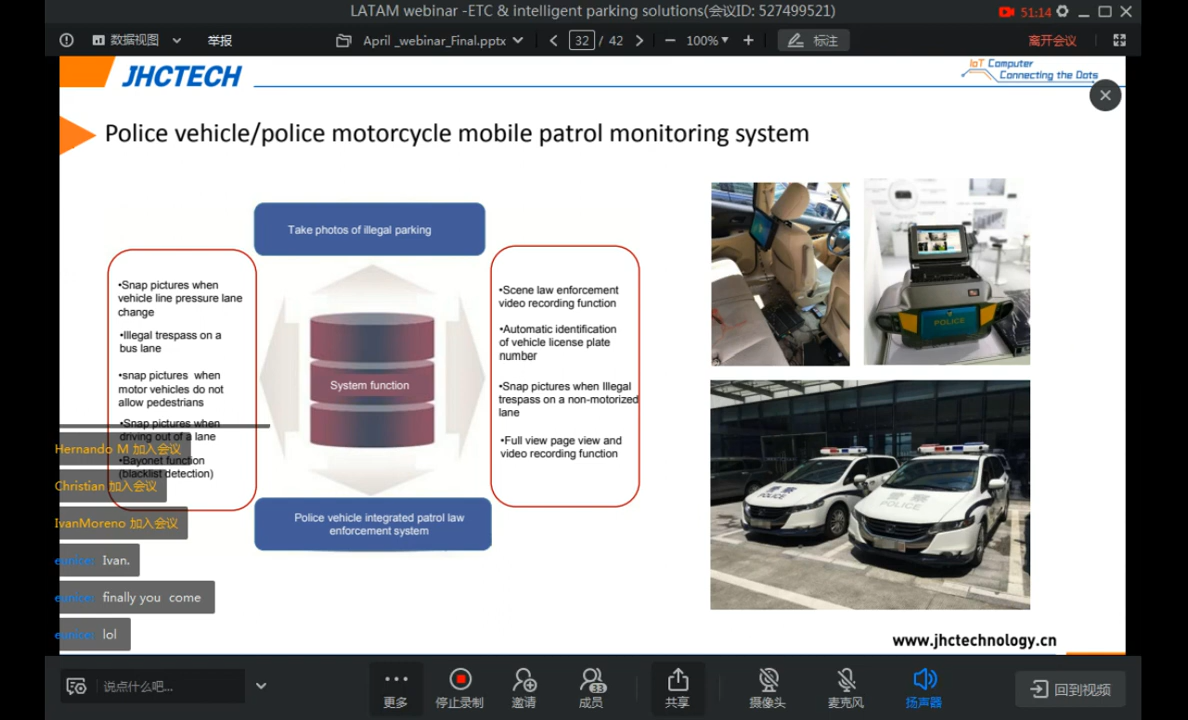 LATAM webinar -ETC & intelligent parking solutions(会议ID: 527499521)
51:14
数据视图
举报
April _webinar_Final.pptx
32 / 42
100%
标注
离开会议
JHCTECH
IoT Computer
Connecting the Dots
Police vehicle/police motorcycle mobile patrol monitoring system
Take photos of illegal parking
•Snap pictures when
vehicle line pressure lane
change
•Illegal trespass on a
bus lane
•snap pictures when
motor vehicles do not
allow pedestrians
•Snap pictures when
driving out of a lane
•Bayonet function
(blacklist detection)
System function
•Scene law enforcement
video recording function
•Automatic identification
of vehicle license plate
number
•Snap pictures when Illegal
trespass on a non-motorized
lane
•Full view page view and
video recording function
Police vehicle integrated patrol law
enforcement system
POLICE
警察
POLICE
警察
POLICE
Hernando M 加入会议
Christian 加入会议
IvanMoreno 加入会议
Ivan.
finally you come
lol
www.jhctechnology.cn
说点什么吧...
更多
停止录制
邀请
33
成员
共享
摄像头
麦克风
扬声器
回到视频